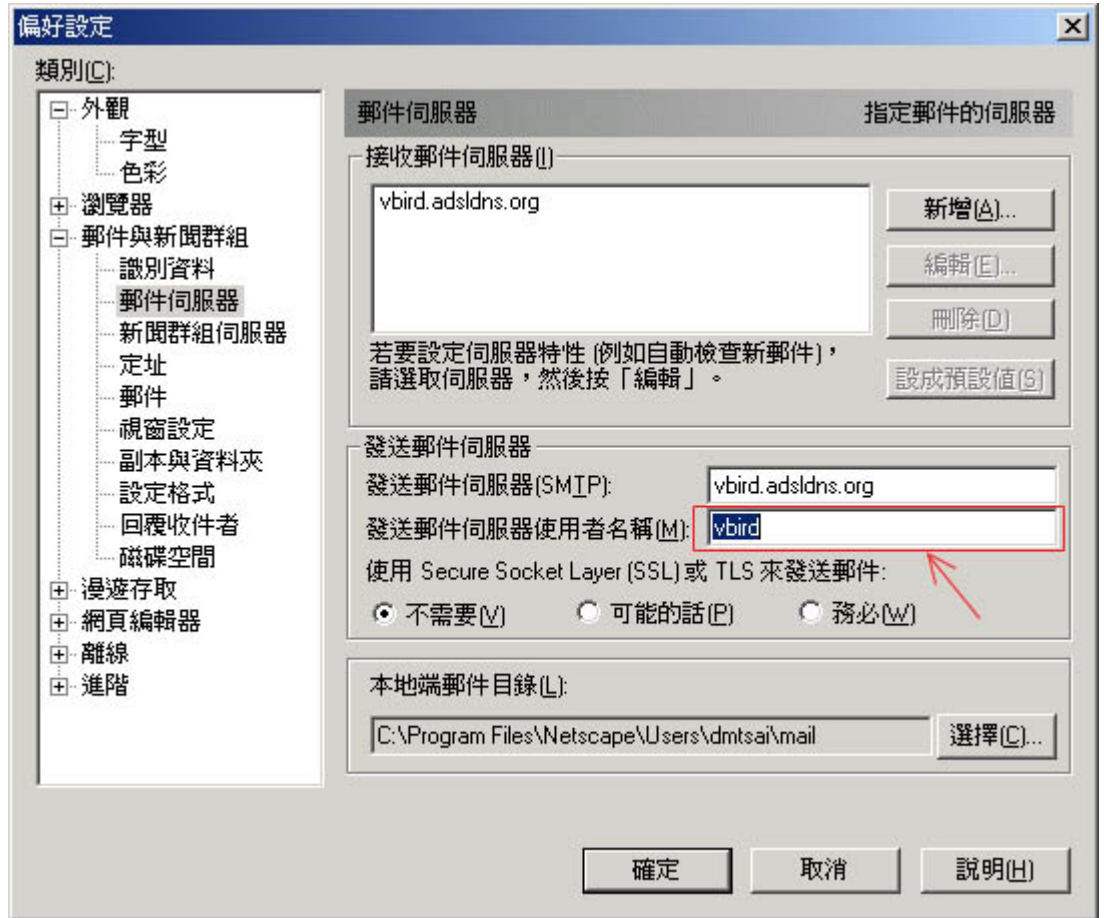 偏好設定
類別(C):
外觀
字型
色彩
瀏覽器
郵件與新聞群組
識別資料
郵件伺服器
新聞群組伺服器
定址
郵件
視窗設定
副本與資料夾
設定格式
回覆收件者
磁碟空間
漫遊存取
網頁編輯器
離線
進階
郵件伺服器 指定郵件的伺服器
接收郵件伺服器(I)
vbird.adsldns.org
新增(A)...
編輯(E)...
刪除(D)
設成預設值(S)
若要設定伺服器特性 (例如自動檢查新郵件)，
請選取伺服器，然後按「編輯」。
發送郵件伺服器
發送郵件伺服器(SMTP): vbird.adsldns.org
發送郵件伺服器使用者名稱(M): vbird
使用 Secure Socket Layer (SSL) 或 TLS 來發送郵件:
不需要(V) 可能的話(P) 務必(W)
本地端郵件目錄(L):
C:\Program Files\Netscape\Users\dmtsai\mail 選擇(C)...
確定 取消 說明(H)